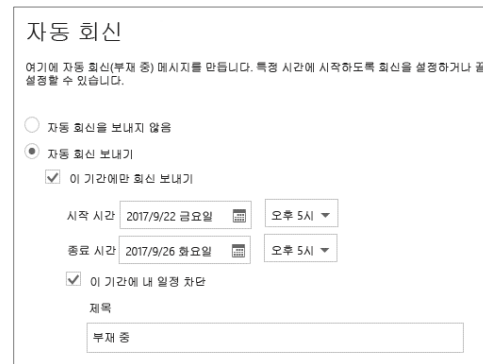 자동 회신
여기에 자동 회신(부재 중) 메시지를 만듭니다. 특정 시간에 시작하도록 회신을 설정하거나
설정할 수 있습니다.
자동 회신을 보내지 않음
자동 회신 보내기
이 기간에만 회신 보내기
시작 시간 2017/9/22 금요일 오후 5시
종료 시간 2017/9/26 화요일 오후 5시
이 기간에 내 일정 차단
제목
부재 중